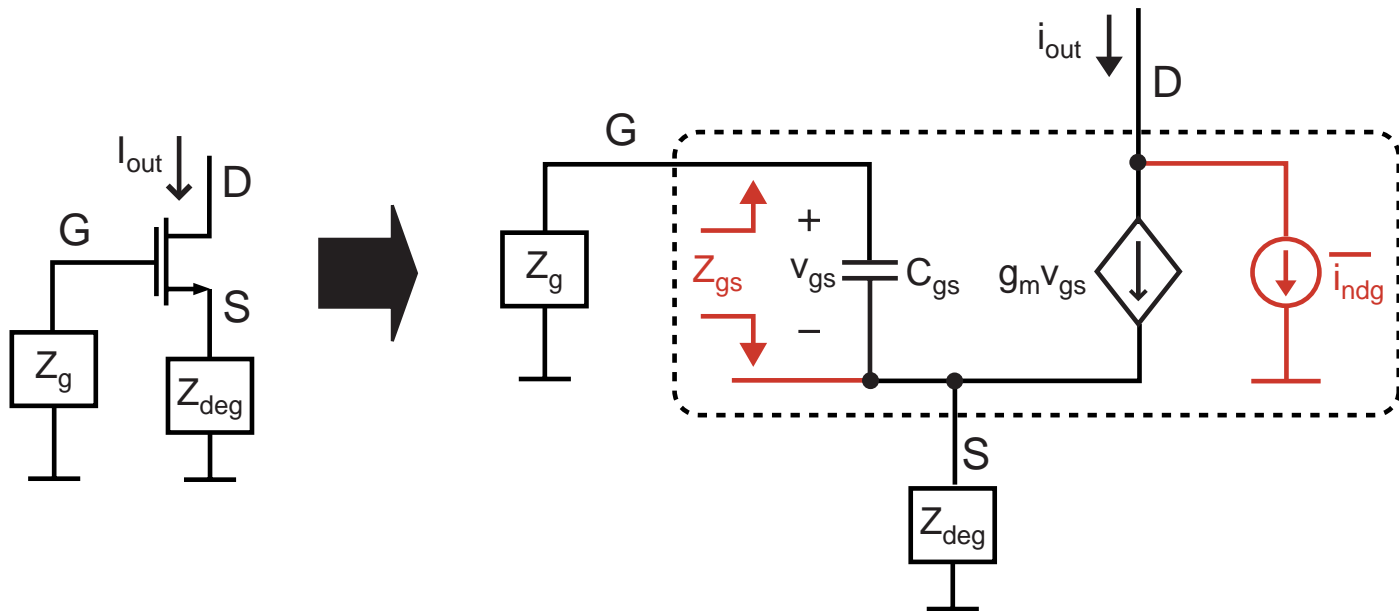 I_out
D
G
S
Z_g
Z_deg
i_out
D
G
Z_g
Z_gs
+
v_gs
–
C_gs
g_m v_gs
i_ndg
S
Z_deg